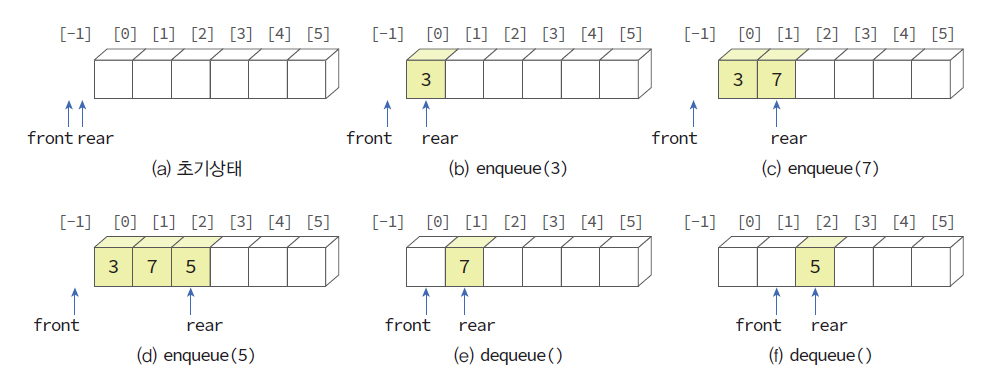 [-1] [0] [1] [2] [3] [4] [5]
front rear
(a) 초기상태
[-1] [0] [1] [2] [3] [4] [5]
3
front rear
(b) enqueue(3)
[-1] [0] [1] [2] [3] [4] [5]
3 7
front rear
(c) enqueue(7)
[-1] [0] [1] [2] [3] [4] [5]
3 7 5
front rear
(d) enqueue(5)
[-1] [0] [1] [2] [3] [4] [5]
7
front rear
(e) dequeue()
[-1] [0] [1] [2] [3] [4] [5]
5
front rear
(f) dequeue()